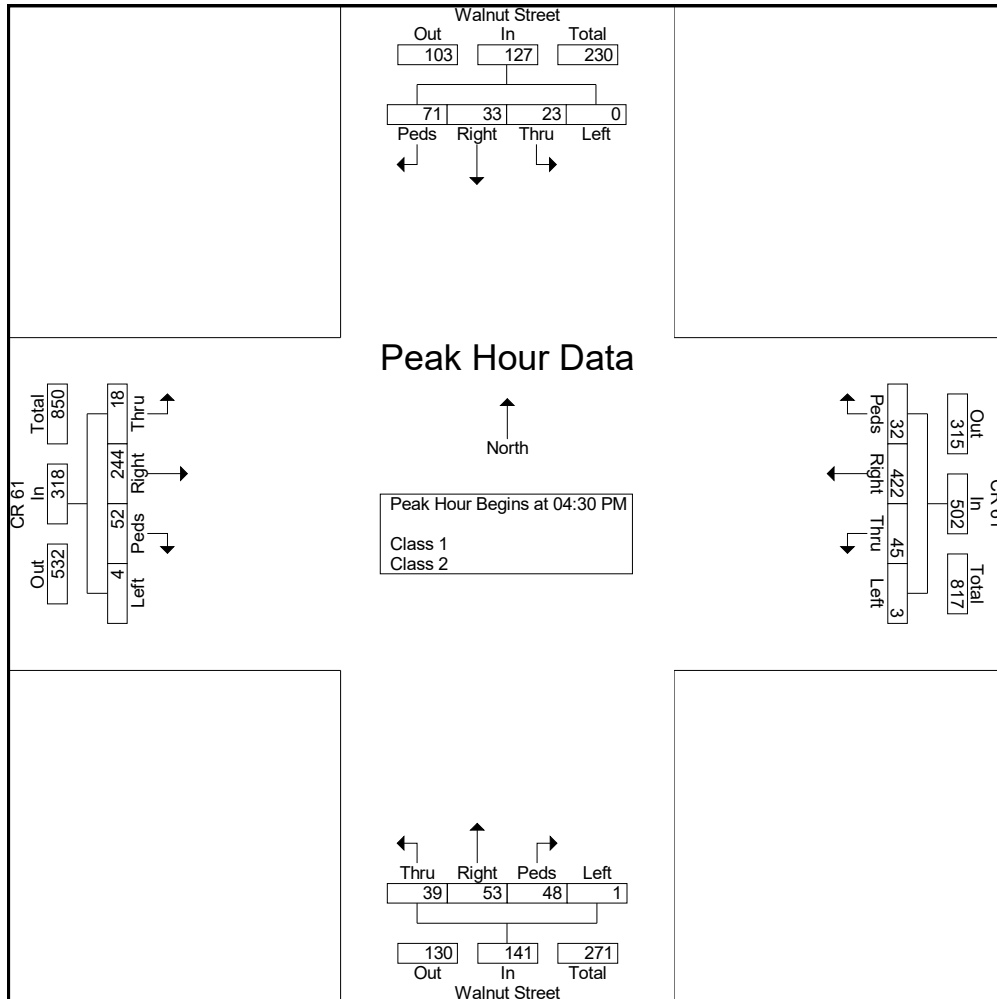 Walnut Street
Out In Total
103 127 230
71 33 23 0
Peds Right Thru Left
Peak Hour Data
North
Peak Hour Begins at 04:30 PM
Class 1
Class 2
CR 61
Total In Out
850 318 532
18 244 52 4
Thru Right Peds Left
Out In Total
315 502 817
32 422 45 3
Peds Right Thru Left
Thru Right Peds Left
39 53 48 1
130 141 271
Out In Total
Walnut Street